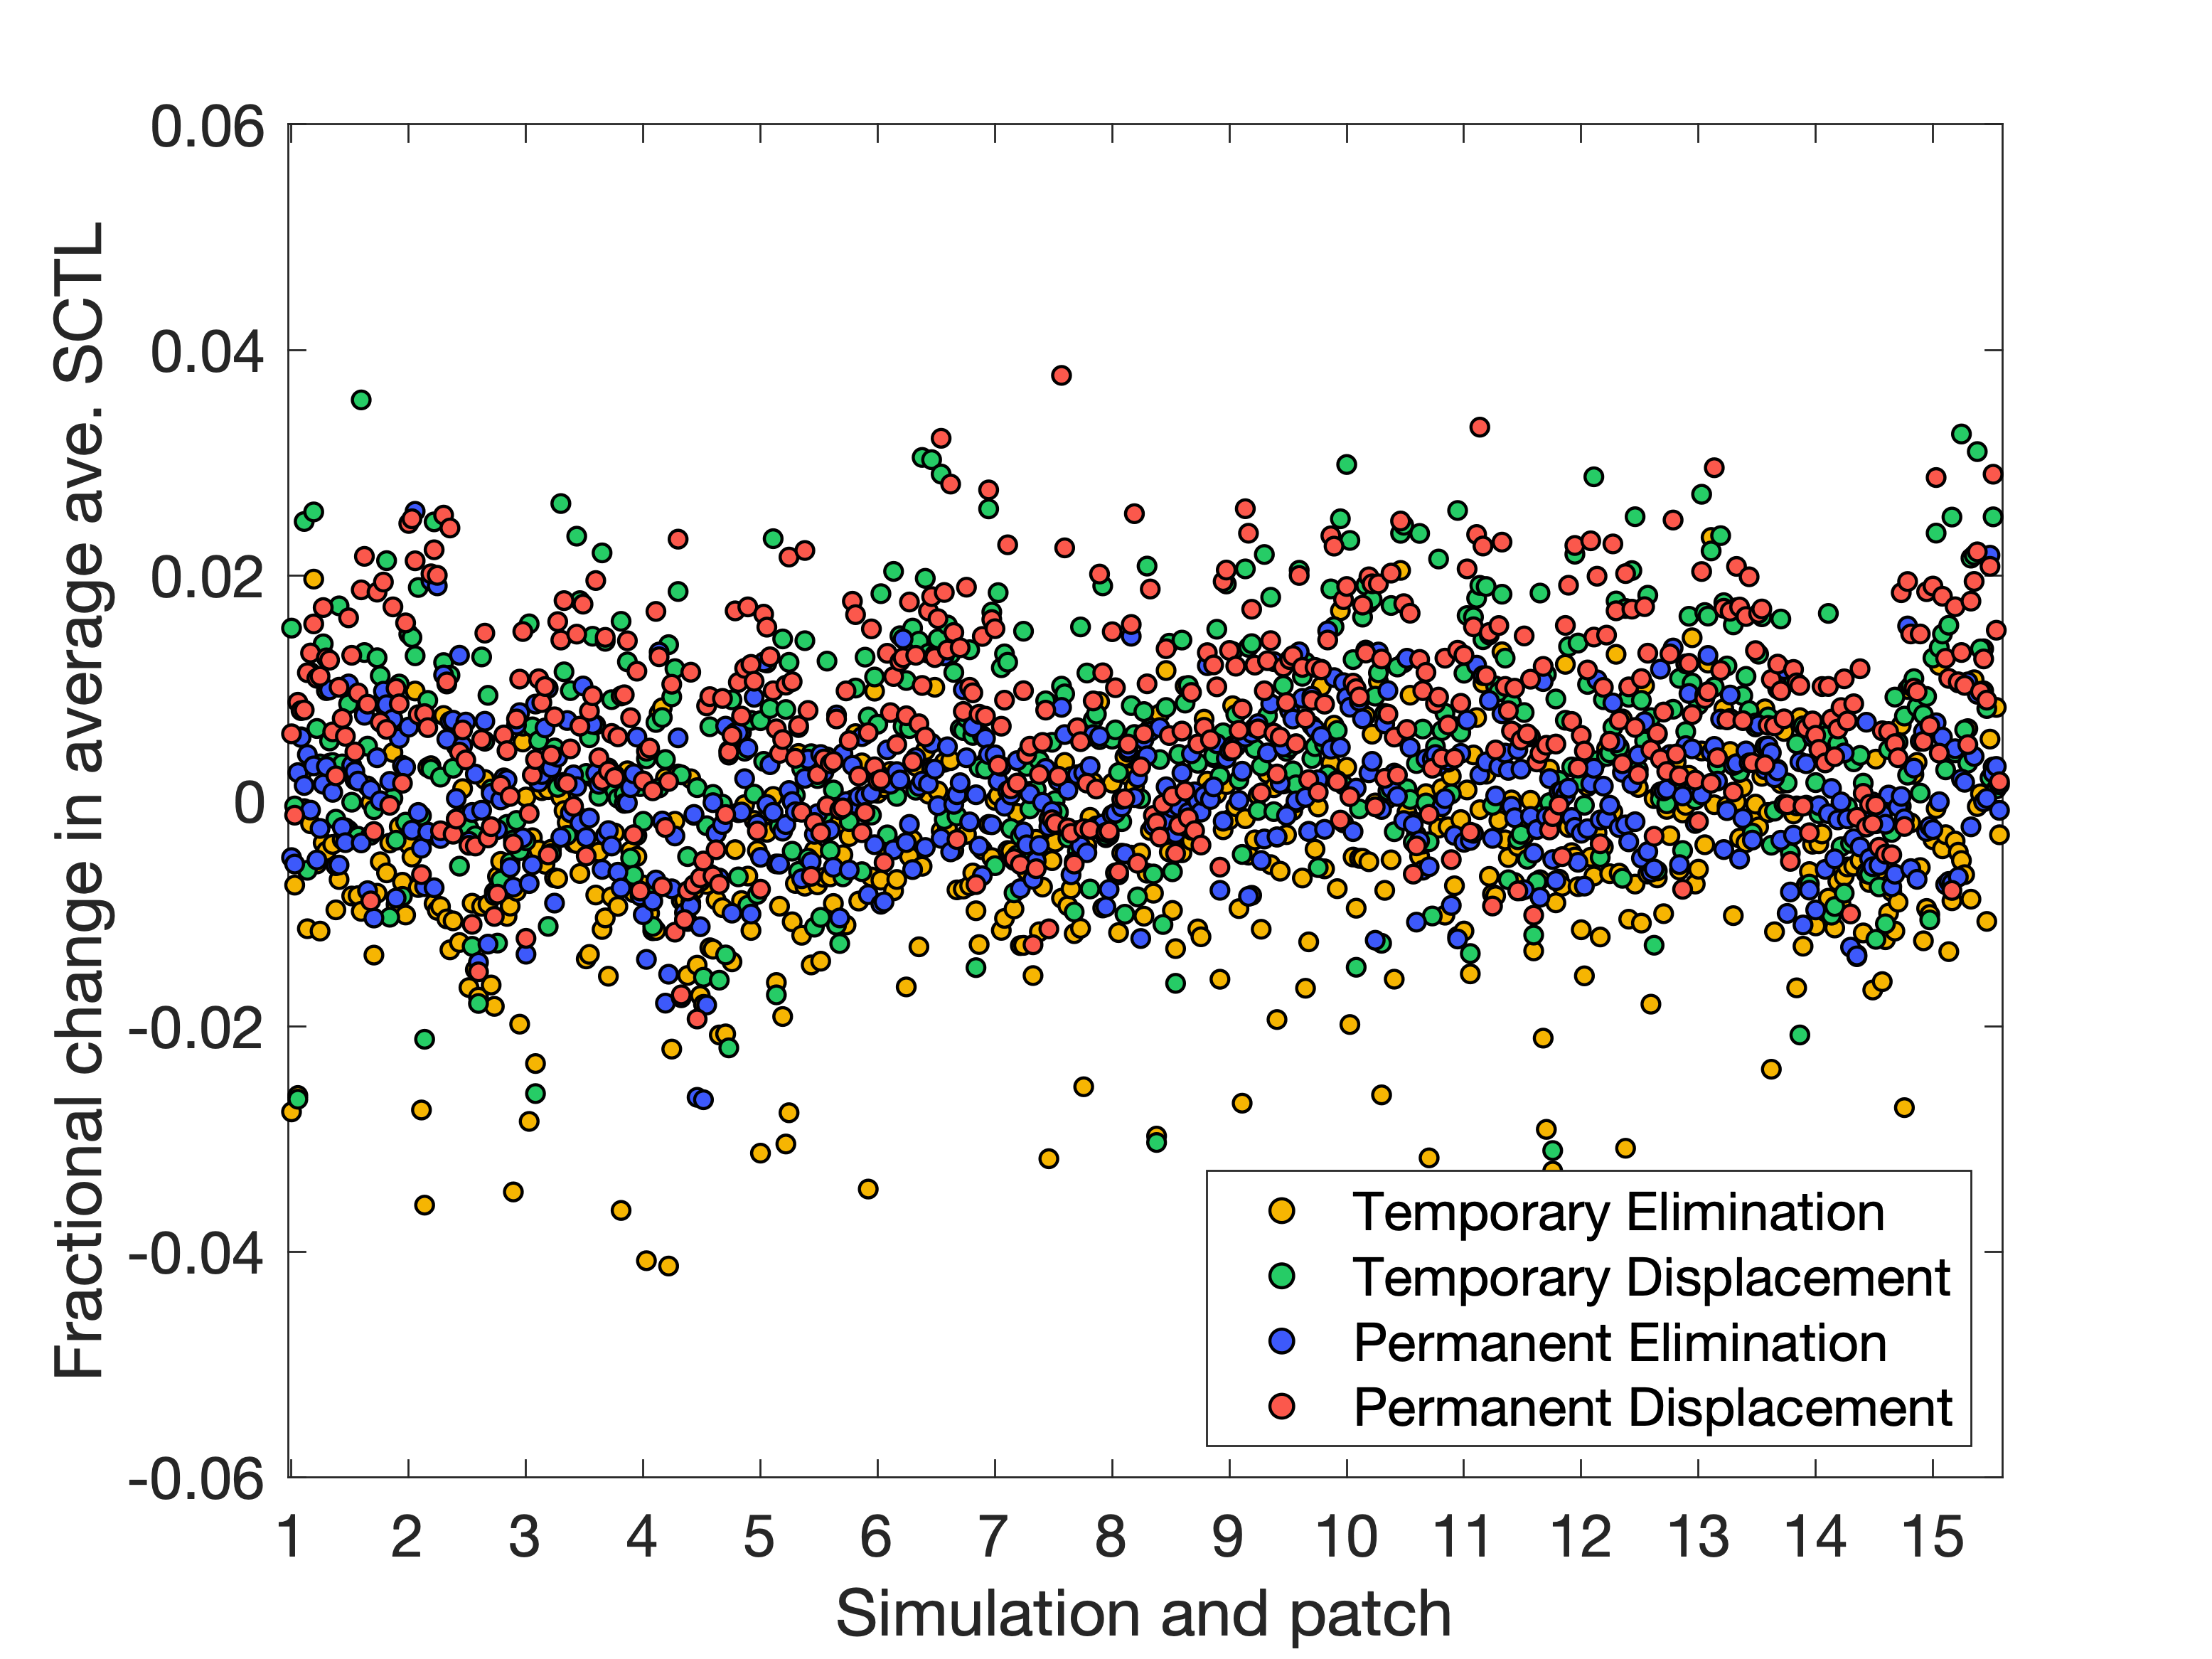 0.06
0.04
0.02
0
-0.02
-0.04
-0.06
Fractional change in average ave. SCTL
1 2 3 4 5 6 7 8 9 10 11 12 13 14 15
Simulation and patch
Temporary Elimination
Temporary Displacement
Permanent Elimination
Permanent Displacement